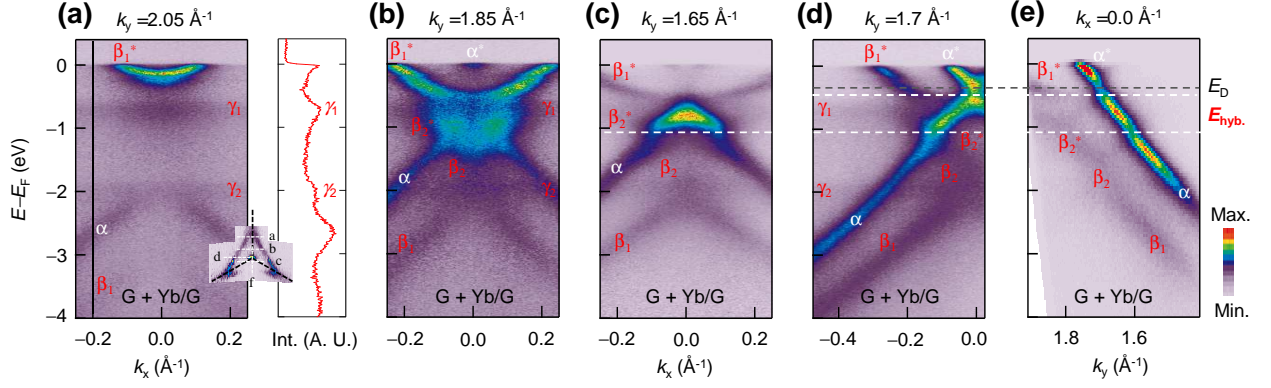 (a) k_y =2.05 Å⁻¹
(b) k_y =1.85 Å⁻¹
(c) k_y =1.65 Å⁻¹
(d) k_y =1.7 Å⁻¹
(e) k_x =0.0 Å⁻¹
E–E_F (eV)
0
−1
−2
−3
−4
β₁*
γ₁
γ₂
α
β₁
G + Yb/G
−0.2 0.0 0.2
k_x (Å⁻¹)
a
b
d
c
f
γ₁
γ₂
Int. (A. U.)
β₁*
α*
γ₁
β₂*
β₂
α
γ₂
β₁
G + Yb/G
−0.2 0.0 0.2
β₁*
β₂*
α
β₂
β₁
G + Yb/G
−0.2 0.0 0.2
k_x (Å⁻¹)
β₁*
α*
γ₁
β₂*
γ₂
α
G + Yb/G
−0.4 −0.2 0.0
α*
β₁*
β₂*
β₂
α
β₁
G + Yb/G
1.8 1.6
k_y (Å⁻¹)
E_D
E_hyb.
Max.
Min.